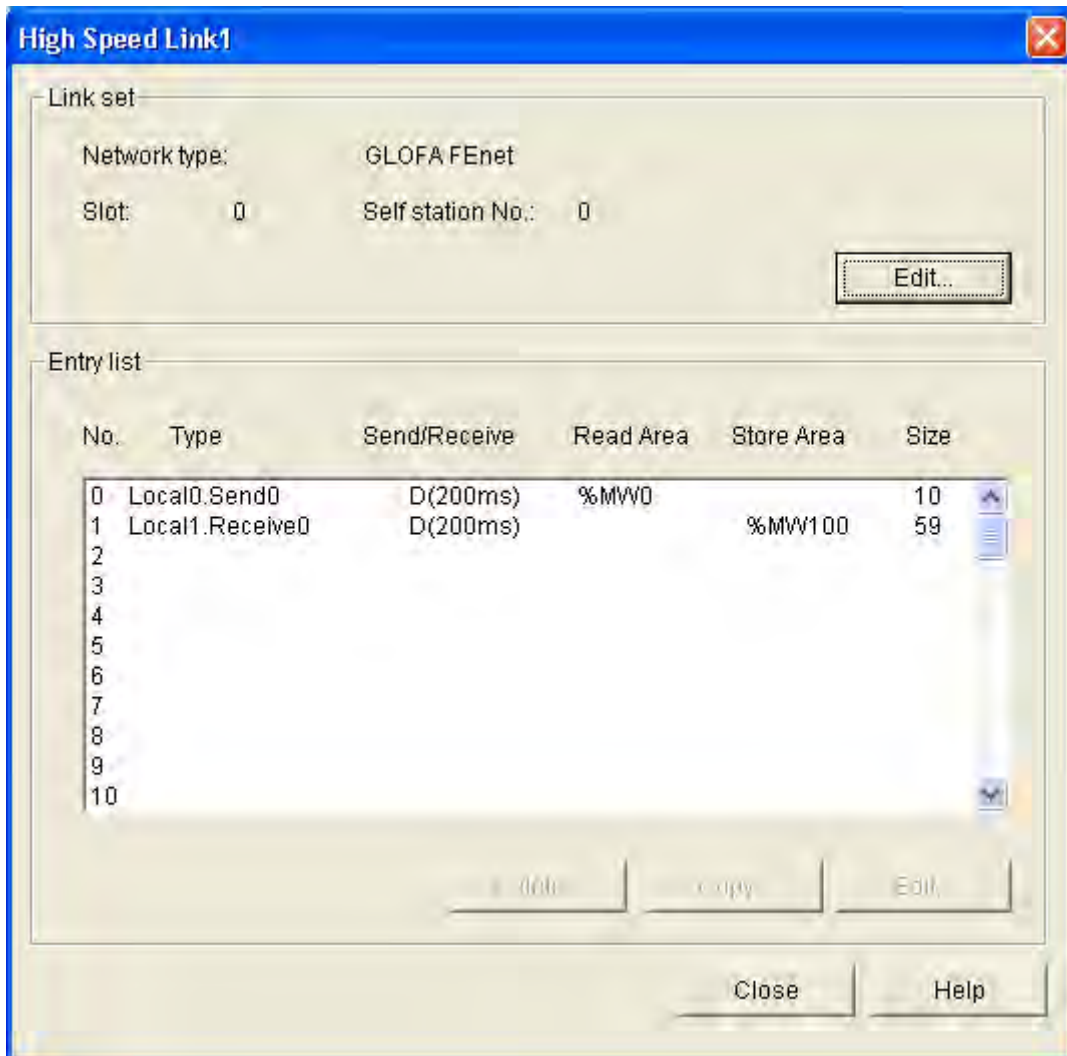 High Speed Link1
Link set
Network type: GLOFA FEnet
Slot: 0 Self station No.: 0
Edit...
Entry list
No. Type Send/Receive Read Area Store Area Size
0 Local0.Send0 D(200ms) %MW0 10
1 Local1.Receive0 D(200ms) %MW100 59
2
3
4
5
6
7
8
9
10
Copy Edit
Close Help